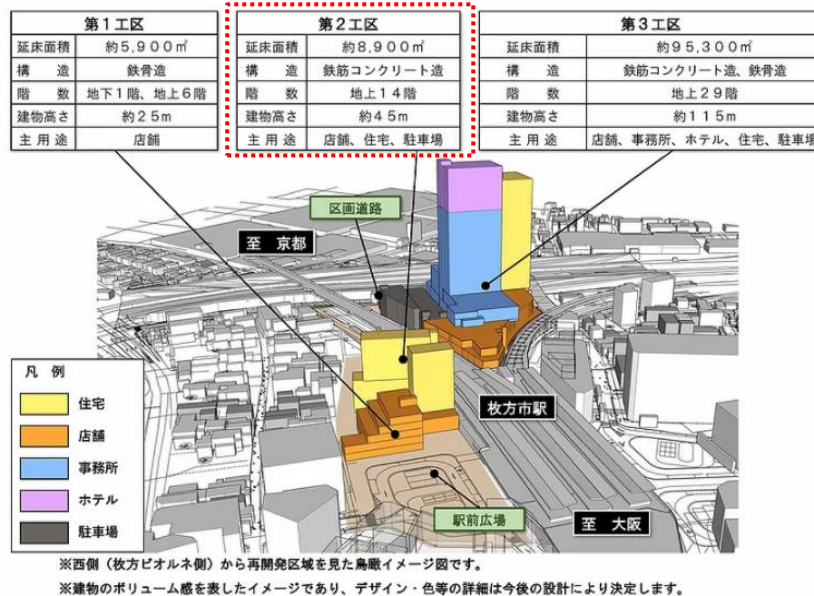 第1工区
延床面積 約5,900㎡
構造 鉄骨造
階数 地下1階、地上6階
建物高さ 約25m
主用途 店舗
第2工区
延床面積 約8,900㎡
構造 鉄筋コンクリート造
階数 地上14階
建物高さ 約45m
主用途 店舗、住宅、駐車場
第3工区
延床面積 約95,300㎡
構造 鉄筋コンクリート造、鉄骨造
階数 地上29階
建物高さ 約115m
主用途 店舗、事務所、ホテル、住宅、駐車場
区画道路
至 京都
凡例
住宅
店舗
事務所
ホテル
駐車場
枚方市駅
駅前広場
至 大阪
※西側（枚方ビオルネ側）から再開発区域を見た鳥瞰イメージ図です。
※建物のボリューム感を表したイメージであり、デザイン・色等の詳細は今後の設計により決定します。